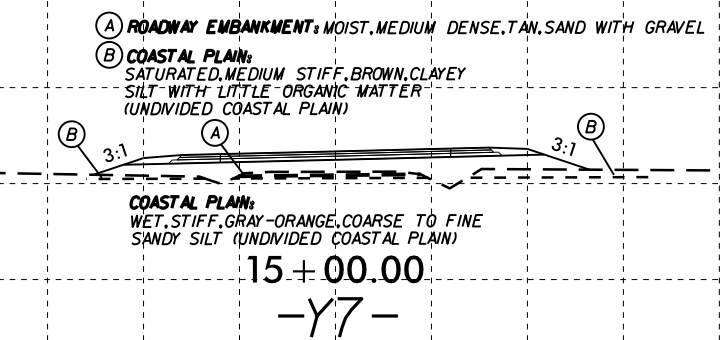 A ROADWAY EMBANKMENT: MOIST, MEDIUM DENSE, TAN, SAND WITH GRAVEL
B COASTAL PLAIN:
SATURATED, MEDIUM STIFF, BROWN, CLAYEY
SILT WITH LITTLE ORGANIC MATTER
(UNDIVIDED COASTAL PLAIN)
B 3:1 A 3:1 B
COASTAL PLAIN:
WET, STIFF, GRAY-ORANGE, COARSE TO FINE
SANDY SILT (UNDIVIDED COASTAL PLAIN)
15+00.00
-Y7-